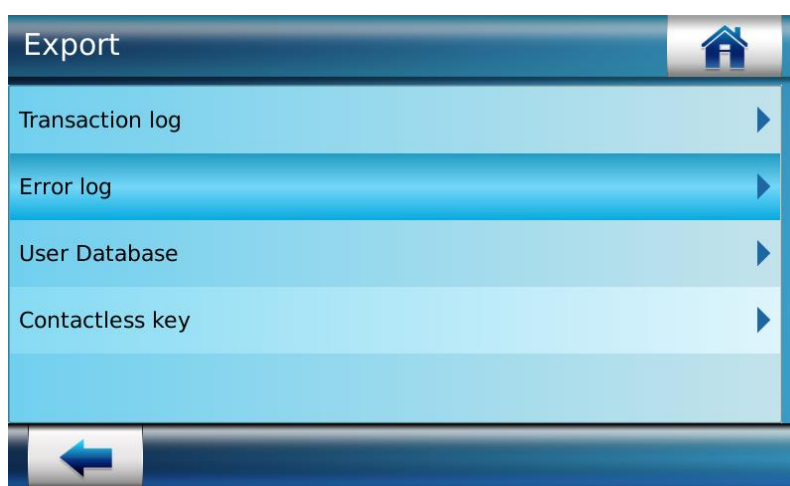 Export
Transaction log
Error log
User Database
Contactless key